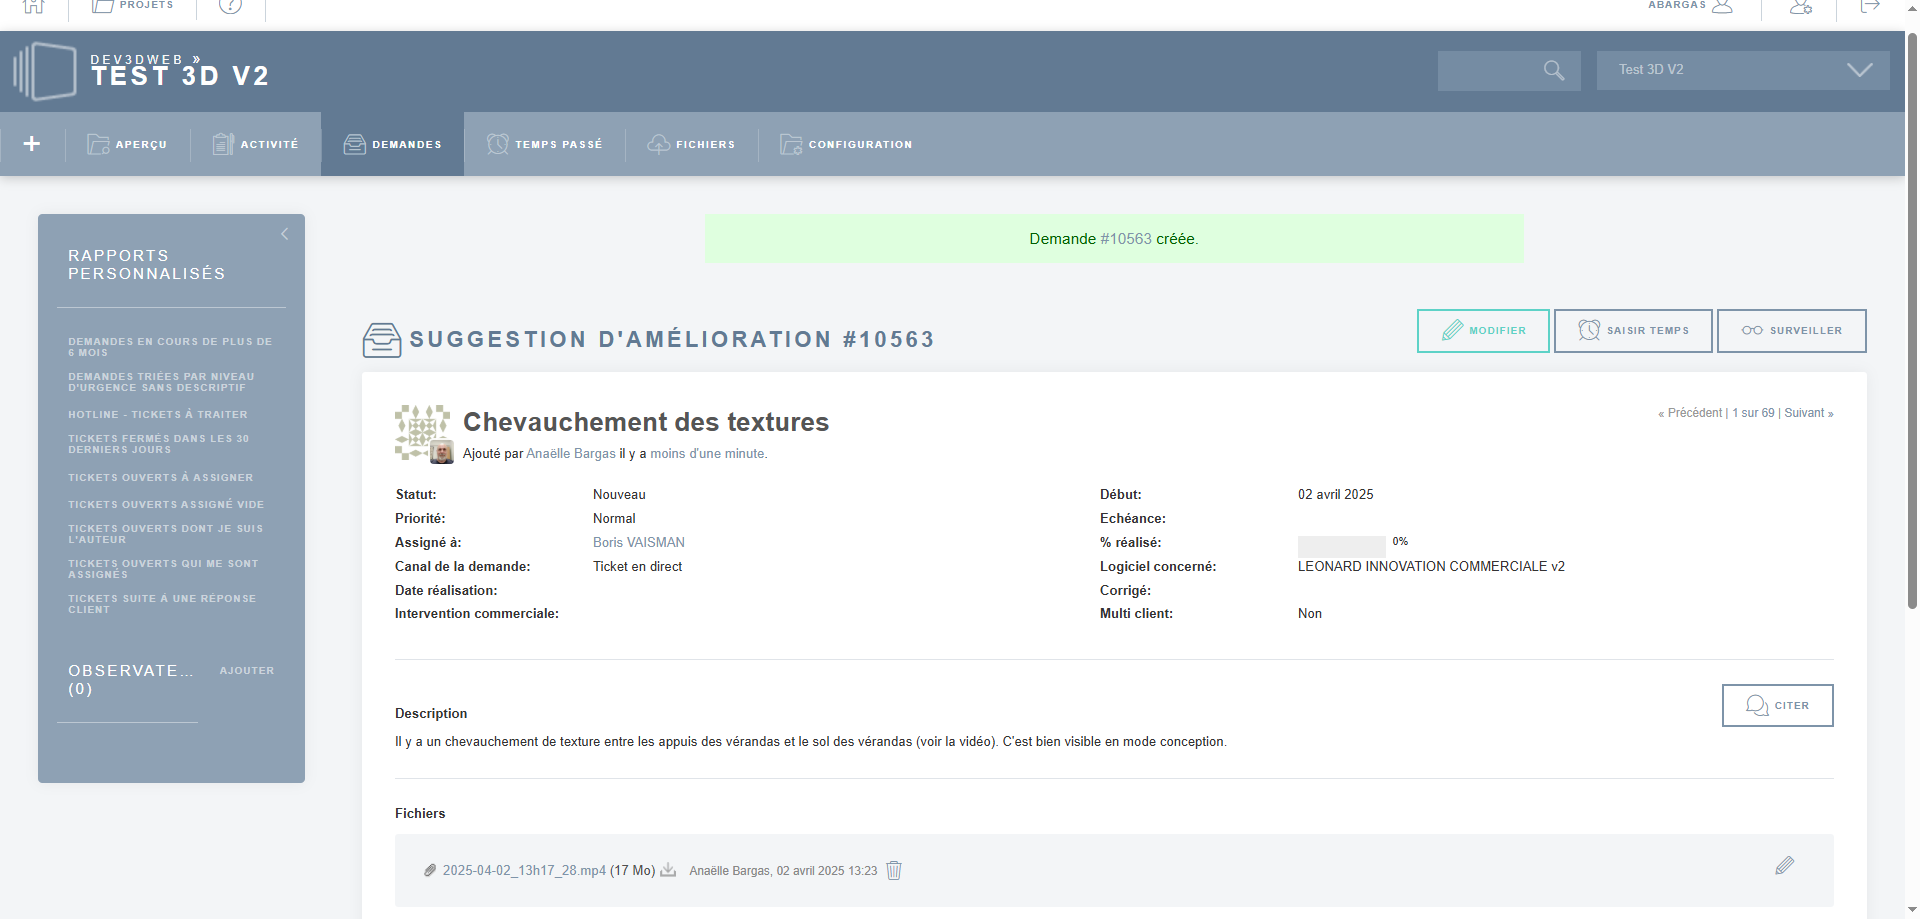 PROJETS
ABARGAS
DEV3DWEB »
TEST 3D V2
Test 3D V2
+
APERÇU
ACTIVITÉ
DEMANDES
TEMPS PASSÉ
FICHIERS
CONFIGURATION
RAPPORTS
PERSONNALISÉS
DEMANDES EN COURS DE PLUS DE
6 MOIS
DEMANDES TRIÉES PAR NIVEAU
D'URGENCE SANS DESCRIPTIF
HOTLINE - TICKETS À TRAITER
TICKETS FERMÉS DANS LES 30
DERNIERS JOURS
TICKETS OUVERTS À ASSIGNER
TICKETS OUVERTS ASSIGNÉ VIDE
TICKETS OUVERTS DONT JE SUIS
L'AUTEUR
TICKETS OUVERTS QUI ME SONT
ASSIGNÉS
TICKETS SUITE À UNE RÉPONSE
CLIENT
OBSERVATE...
(0)
AJOUTER
Demande #10563 créée.
SUGGESTION D'AMÉLIORATION #10563
MODIFIER
SAISIR TEMPS
SURVEILLER
Chevauchement des textures
« Précédent | 1 sur 69 | Suivant »
Ajouté par Anaëlle Bargas il y a moins d'une minute.
Statut: Nouveau
Priorité: Normal
Assigné à: Boris VAISMAN
Canal de la demande: Ticket en direct
Date réalisation:
Intervention commerciale:
Début: 02 avril 2025
Echéance:
% réalisé: 0%
Logiciel concerné: LEONARD INNOVATION COMMERCIALE v2
Corrigé:
Multi client: Non
CITER
Description
Il y a un chevauchement de texture entre les appuis des vérandas et le sol des vérandas (voir la vidéo). C'est bien visible en mode conception.
Fichiers
2025-04-02_13h17_28.mp4 (17 Mo) Anaëlle Bargas, 02 avril 2025 13:23